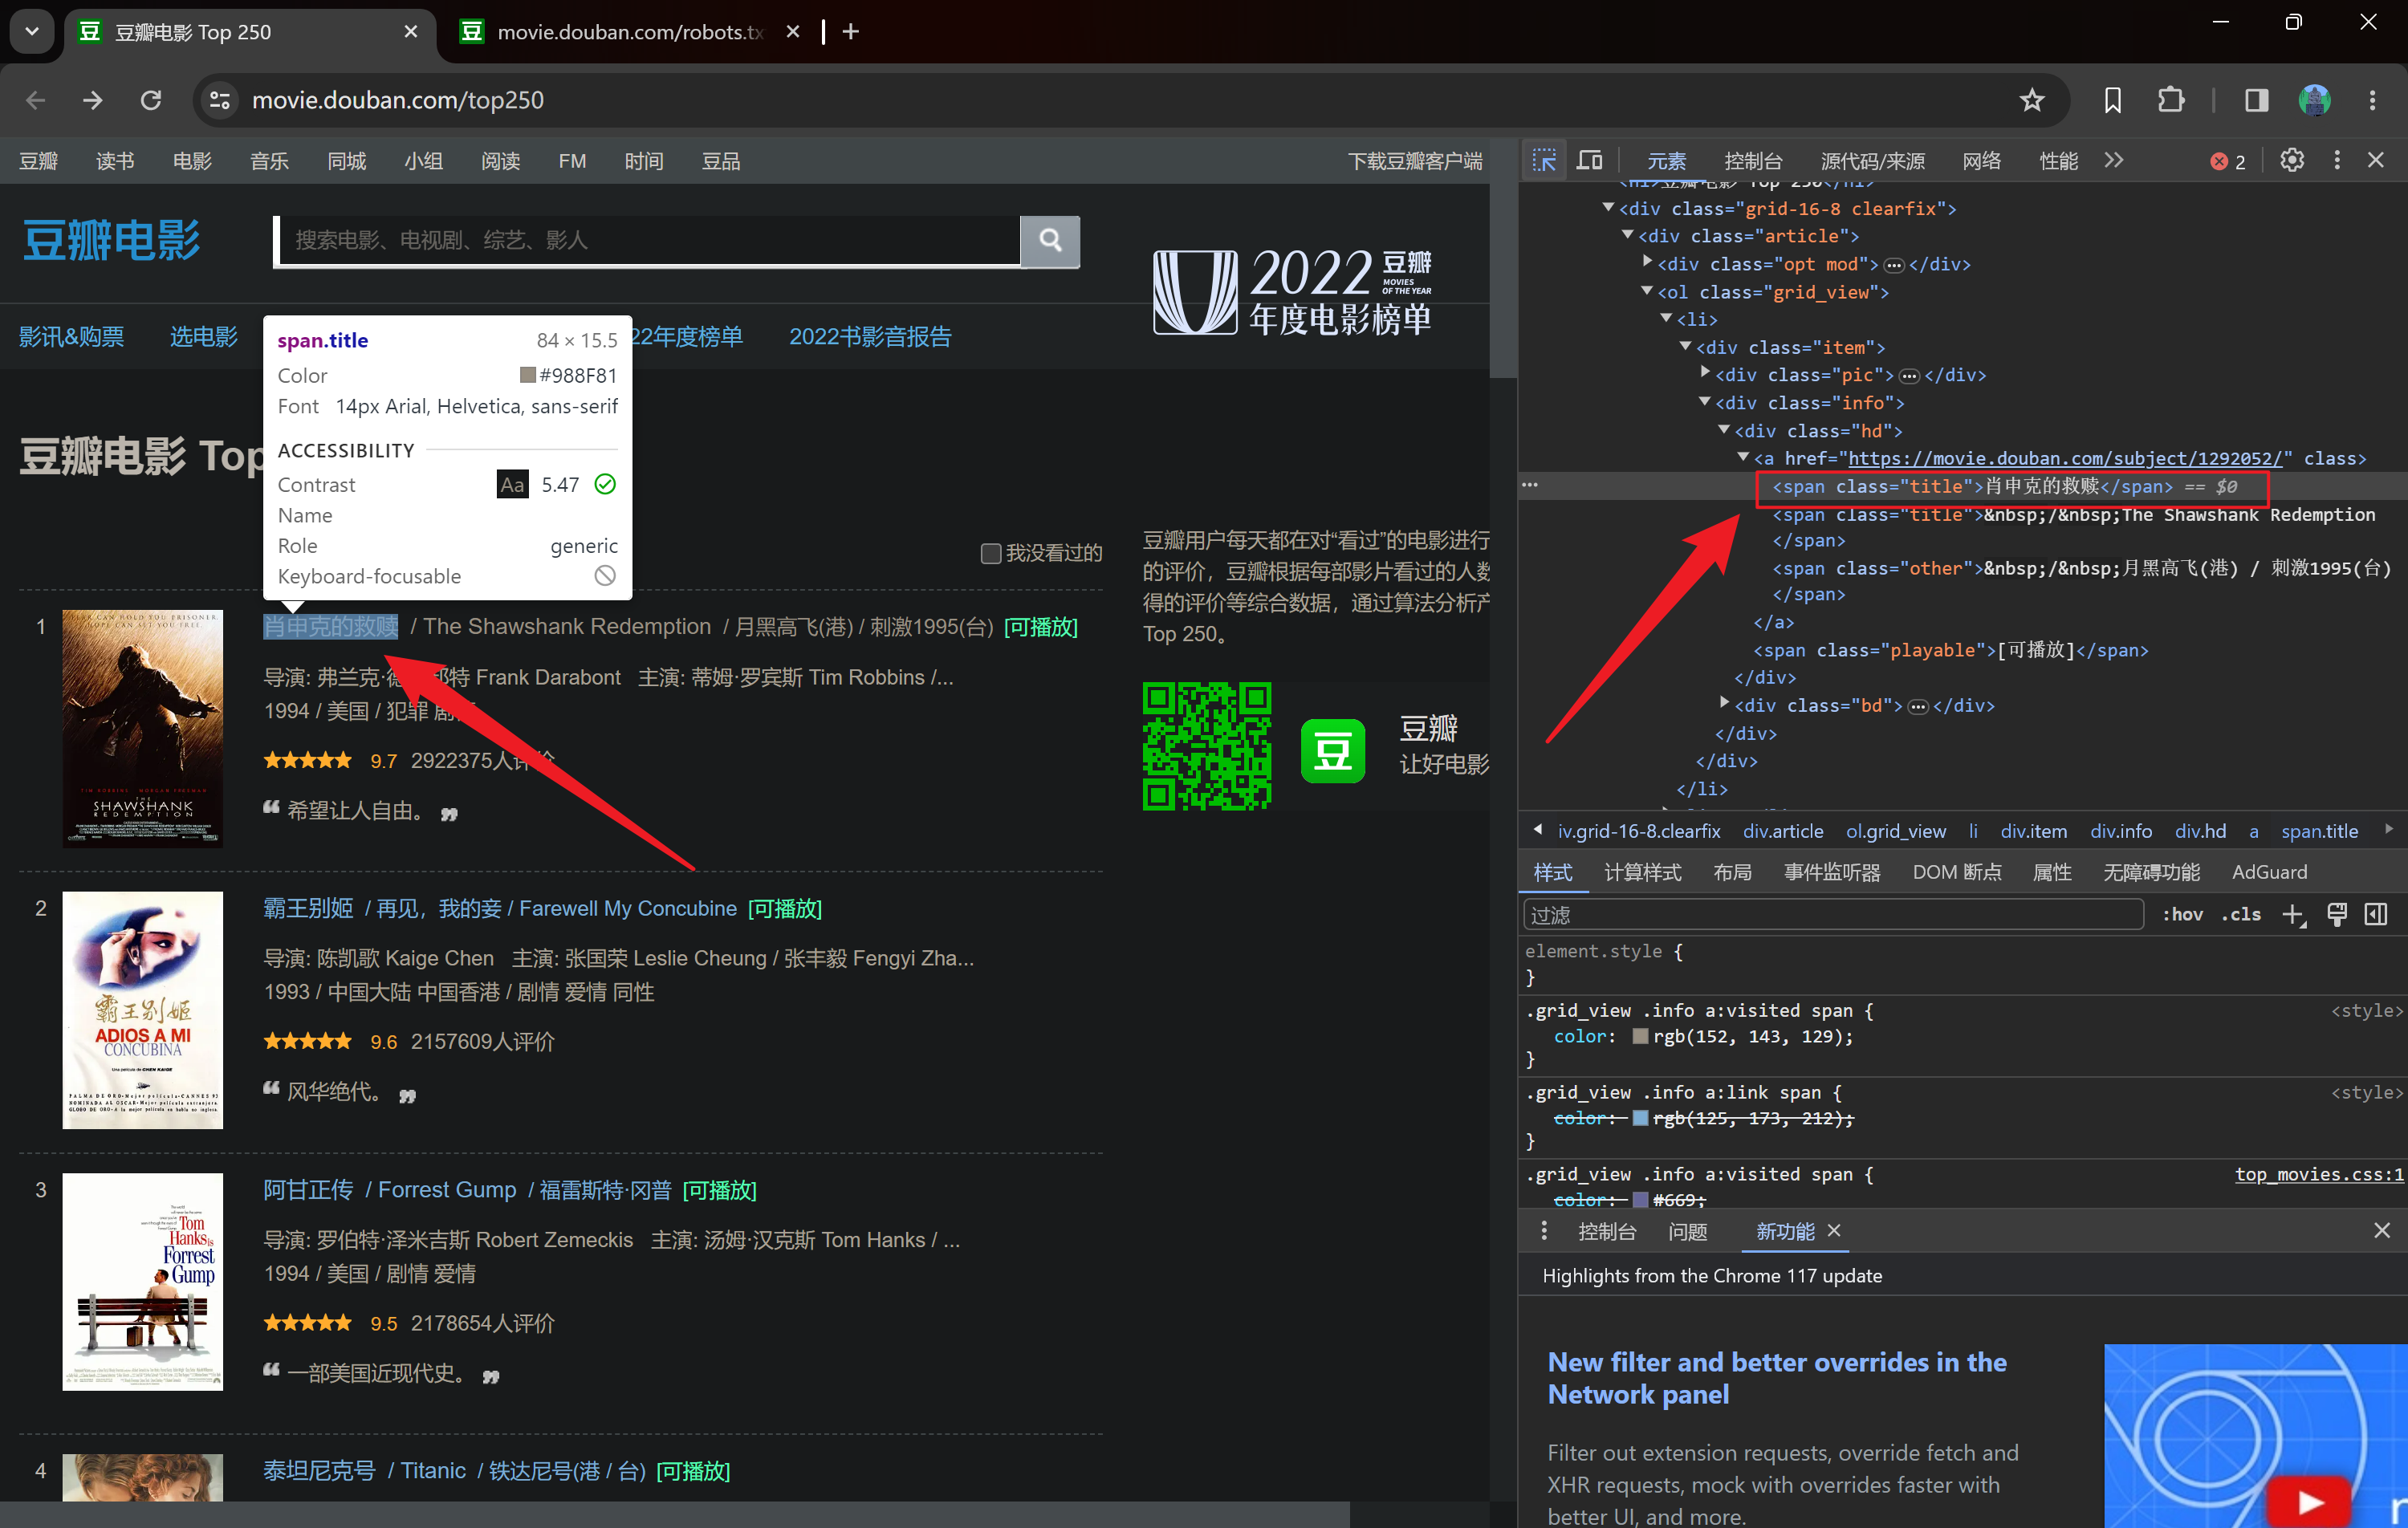 豆瓣电影 Top 250
movie.douban.com/robots.tx
movie.douban.com/top250
豆瓣 读书 电影 音乐 同城 小组 阅读 FM 时间 豆品 下载豆瓣客户端
豆瓣电影
搜索电影、电视剧、综艺、影人
2022 豆瓣
MOVIES
OF THE YEAR
年度电影榜单
影讯&购票 选电影 22年度榜单 2022书影音报告
span.title 84 × 15.5
Color #988F81
Font 14px Arial, Helvetica, sans-serif
ACCESSIBILITY
Contrast Aa 5.47
Name
Role generic
Keyboard-focusable
豆瓣电影 Top
我没看过的
豆瓣用户每天都在对“看过”的电影进行
的评价，豆瓣根据每部影片看过的人数
得的评价等综合数据，通过算法分析产
Top 250。
豆 豆瓣
让好电影
1
肖申克的救赎 / The Shawshank Redemption / 月黑高飞(港) / 刺激1995(台) [可播放]
导演: 弗兰克·德 邦特 Frank Darabont 主演: 蒂姆·罗宾斯 Tim Robbins /...
1994 / 美国 / 犯罪 剧
9.7 2922375人评价
希望让人自由。
THE
SHAWSHANK
REDEMPTION
2
霸王别姬 / 再见，我的妾 / Farewell My Concubine [可播放]
导演: 陈凯歌 Kaige Chen 主演: 张国荣 Leslie Cheung / 张丰毅 Fengyi Zha...
1993 / 中国大陆 中国香港 / 剧情 爱情 同性
9.6 2157609人评价
风华绝代。
霸王别姬
ADIOS A MI
CONCUBINA
3
阿甘正传 / Forrest Gump / 福雷斯特·冈普 [可播放]
导演: 罗伯特·泽米吉斯 Robert Zemeckis 主演: 汤姆·汉克斯 Tom Hanks / ...
1994 / 美国 / 剧情 爱情
9.5 2178654人评价
一部美国近现代史。
Tom
Hanks is
Forrest
Gump
4
泰坦尼克号 / Titanic / 铁达尼号(港 / 台) [可播放]
元素 控制台 源代码/来源 网络 性能 2
<h1>豆瓣电影 Top 250</h1>
<div class="grid-16-8 clearfix">
<div class="article">
<div class="opt mod"> ··· </div>
<ol class="grid_view">
<li>
<div class="item">
<div class="pic"> ··· </div>
<div class="info">
<div class="hd">
<a href="https://movie.douban.com/subject/1292052/" class>
<span class="title">肖申克的救赎</span> == $0
<span class="title">&nbsp;/&nbsp;The Shawshank Redemption
</span>
<span class="other">&nbsp;/&nbsp;月黑高飞(港) / 刺激1995(台)
</span>
</a>
<span class="playable">[可播放]</span>
</div>
<div class="bd"> ··· </div>
</div>
</div>
</li>
iv.grid-16-8.clearfix div.article ol.grid_view li div.item div.info div.hd a span.title
样式 计算样式 布局 事件监听器 DOM 断点 属性 无障碍功能 AdGuard
过滤 :hov .cls
element.style {
}
.grid_view .info a:visited span { <style>
color: rgb(152, 143, 129);
}
.grid_view .info a:link span { <style>
color: rgb(125, 173, 212);
}
.grid_view .info a:visited span { top_movies.css:1
color: #669;
控制台 问题 新功能
Highlights from the Chrome 117 update
New filter and better overrides in the
Network panel
Filter out extension requests, override fetch and
XHR requests, mock with overrides faster with
better UI, and more.